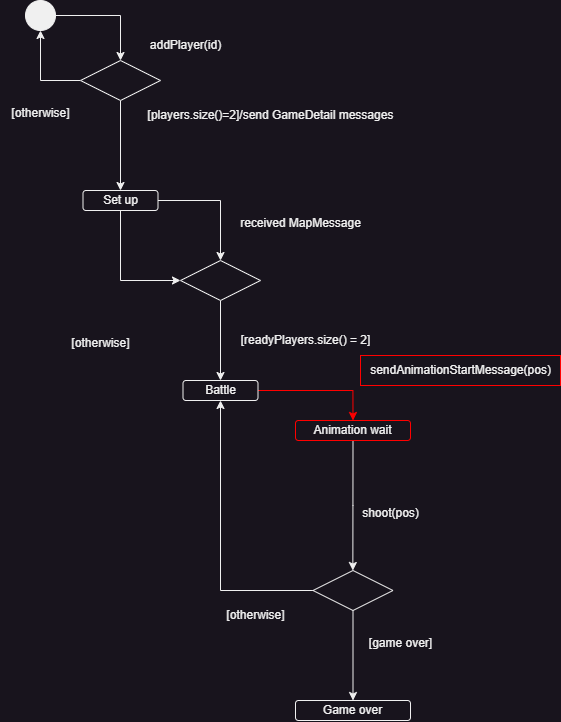 addPlayer(id)
[otherwise]
[players.size()=2]/send GameDetail messages
Set up
received MapMessage
[otherwise]
[readyPlayers.size() = 2]
sendAnimationStartMessage(pos)
Battle
Animation wait
shoot(pos)
[otherwise]
[game over]
Game over